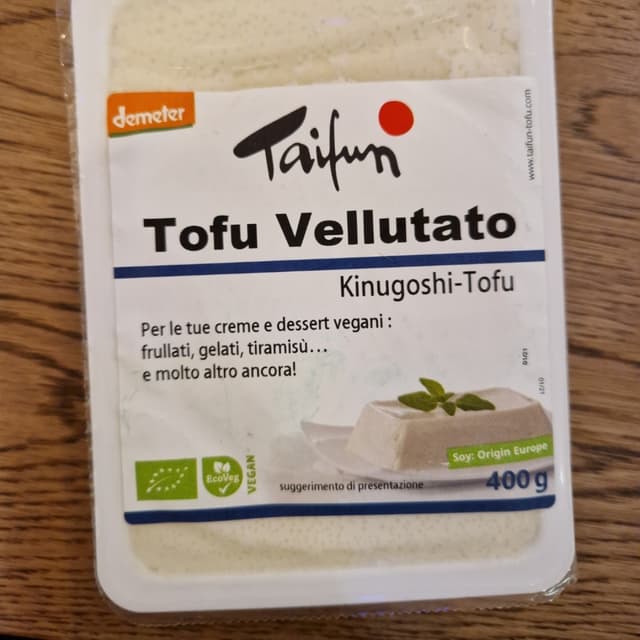 demeter
Taifun
www.taifun-tofu.com
Tofu Vellutato
Kinugoshi-Tofu
Per le tue creme e dessert vegani :
frullati, gelati, tiramisù...
e molto altro ancora!
Soy: Origin Europe
EcoVeg
VEGAN
suggerimento di presentazione
400 g